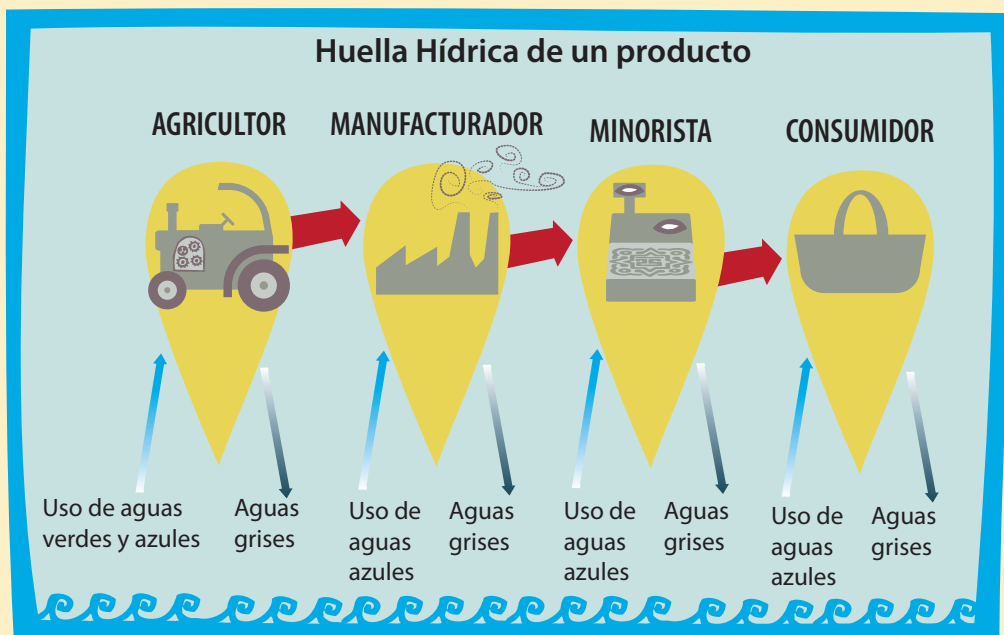 Huella Hídrica de un producto
AGRICULTOR
MANUFACTURADOR
MINORISTA
CONSUMIDOR
Uso de aguas
verdes y azules
Aguas
grises
Uso de
aguas
azules
Aguas
grises
Uso de
aguas
azules
Aguas
grises
Uso de
aguas
azules
Aguas
grises